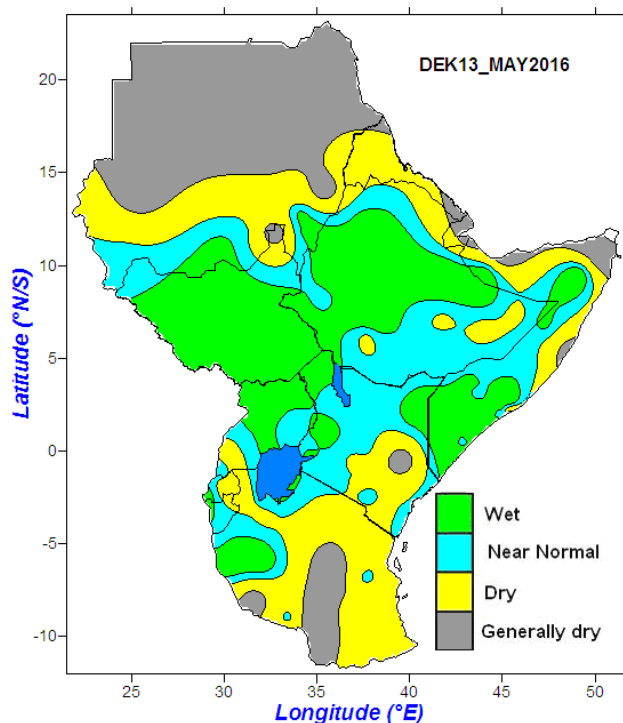 DEK13_MAY2016
20
15
10
5
0
-5
-10
Latitude (°N/S)
Wet
Near Normal
Dry
Generally dry
25 30 35 40 45 50
Longitude (°E)